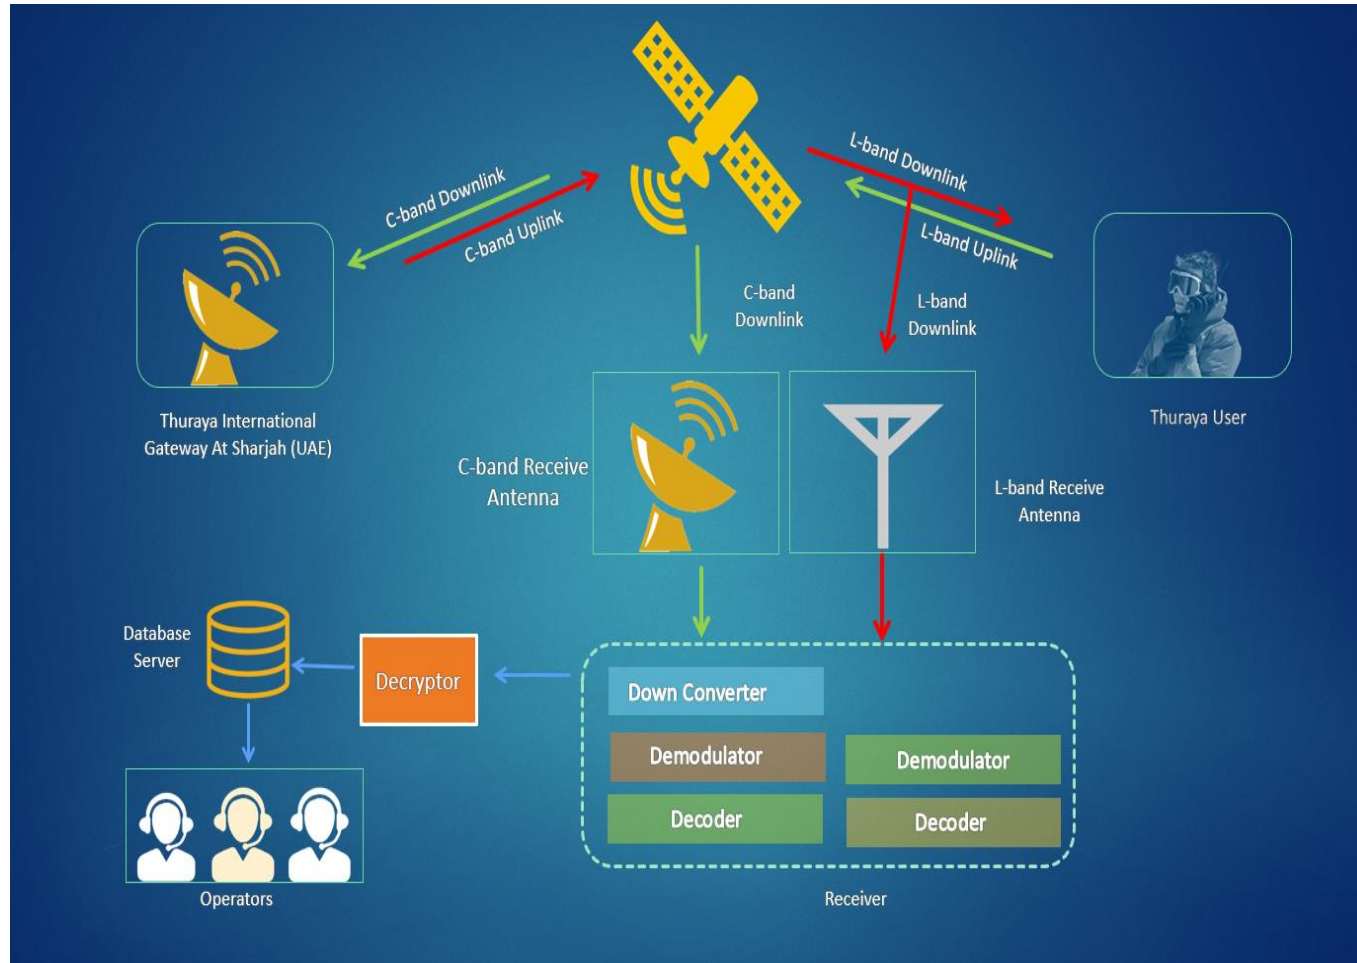 L-band Downlink
C-band Downlink
C-band Uplink
L-band Uplink
C-band
Downlink
L-band
Downlink
Thuraya International
Gateway At Sharjah (UAE)
Thuraya User
C-band Receive
Antenna
L-band Receive
Antenna
Database
Server
Decryptor
Down Converter
Demodulator
Demodulator
Decoder
Decoder
Operators
Receiver